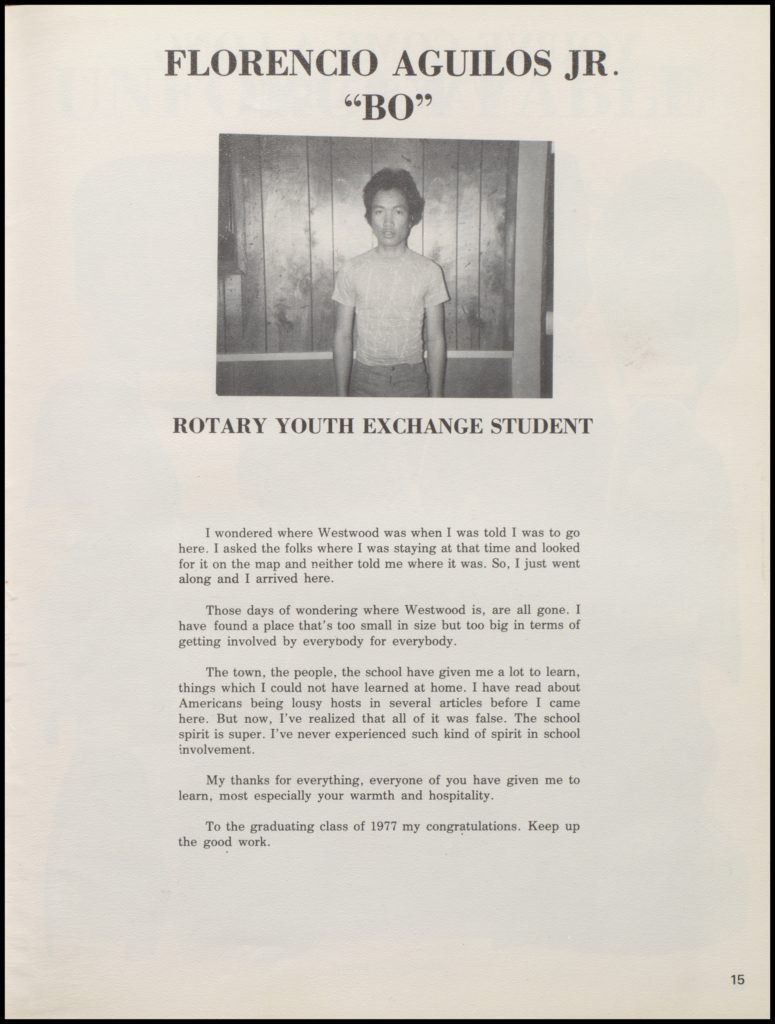 FLORENCIO AGUILOS JR.
“BO”
ROTARY YOUTH EXCHANGE STUDENT
I wondered where Westwood was when I was told I was to go
here. I asked the folks where I was staying at that time and looked
for it on the map and neither told me where it was. So, I just went
along and I arrived here.
Those days of wondering where Westwood is, are all gone. I
have found a place that's too small in size but too big in terms of
getting involved by everybody for everybody.
The town, the people, the school have given me a lot to learn,
things which I could not have learned at home. I have read about
Americans being lousy hosts in several articles before I came
here. But now, I've realized that all of it was false. The school
spirit is super. I've never experienced such kind of spirit in school
involvement.
My thanks for everything, everyone of you have given me to
learn, most especially your warmth and hospitality.
To the graduating class of 1977 my congratulations. Keep up
the good work.
15